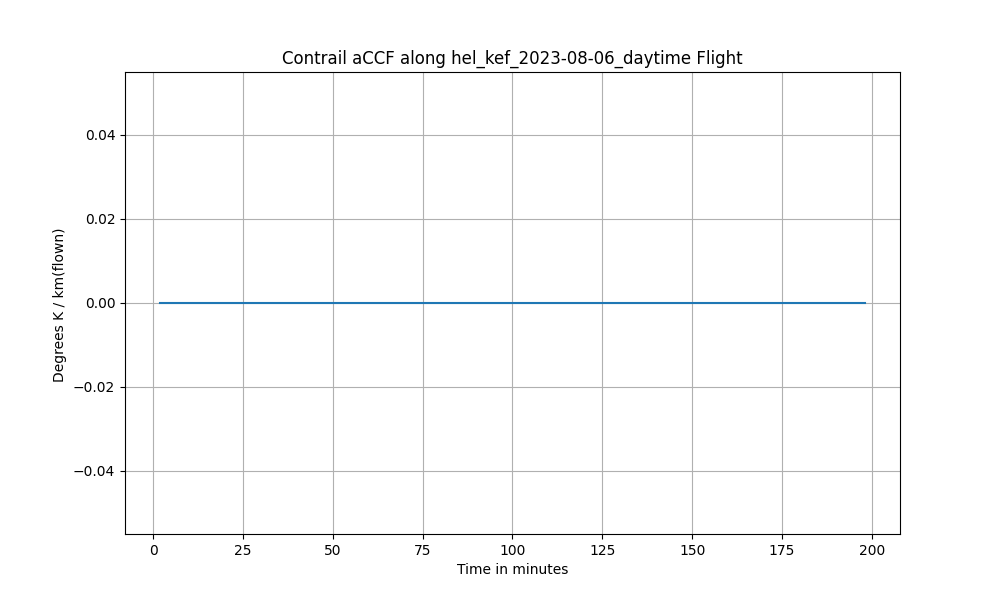 Contrail aCCF along hel_kef_2023-08-06_daytime Flight
Degrees K / km(flown)
0.04
0.02
0.00
−0.02
−0.04
0 25 50 75 100 125 150 175 200
Time in minutes